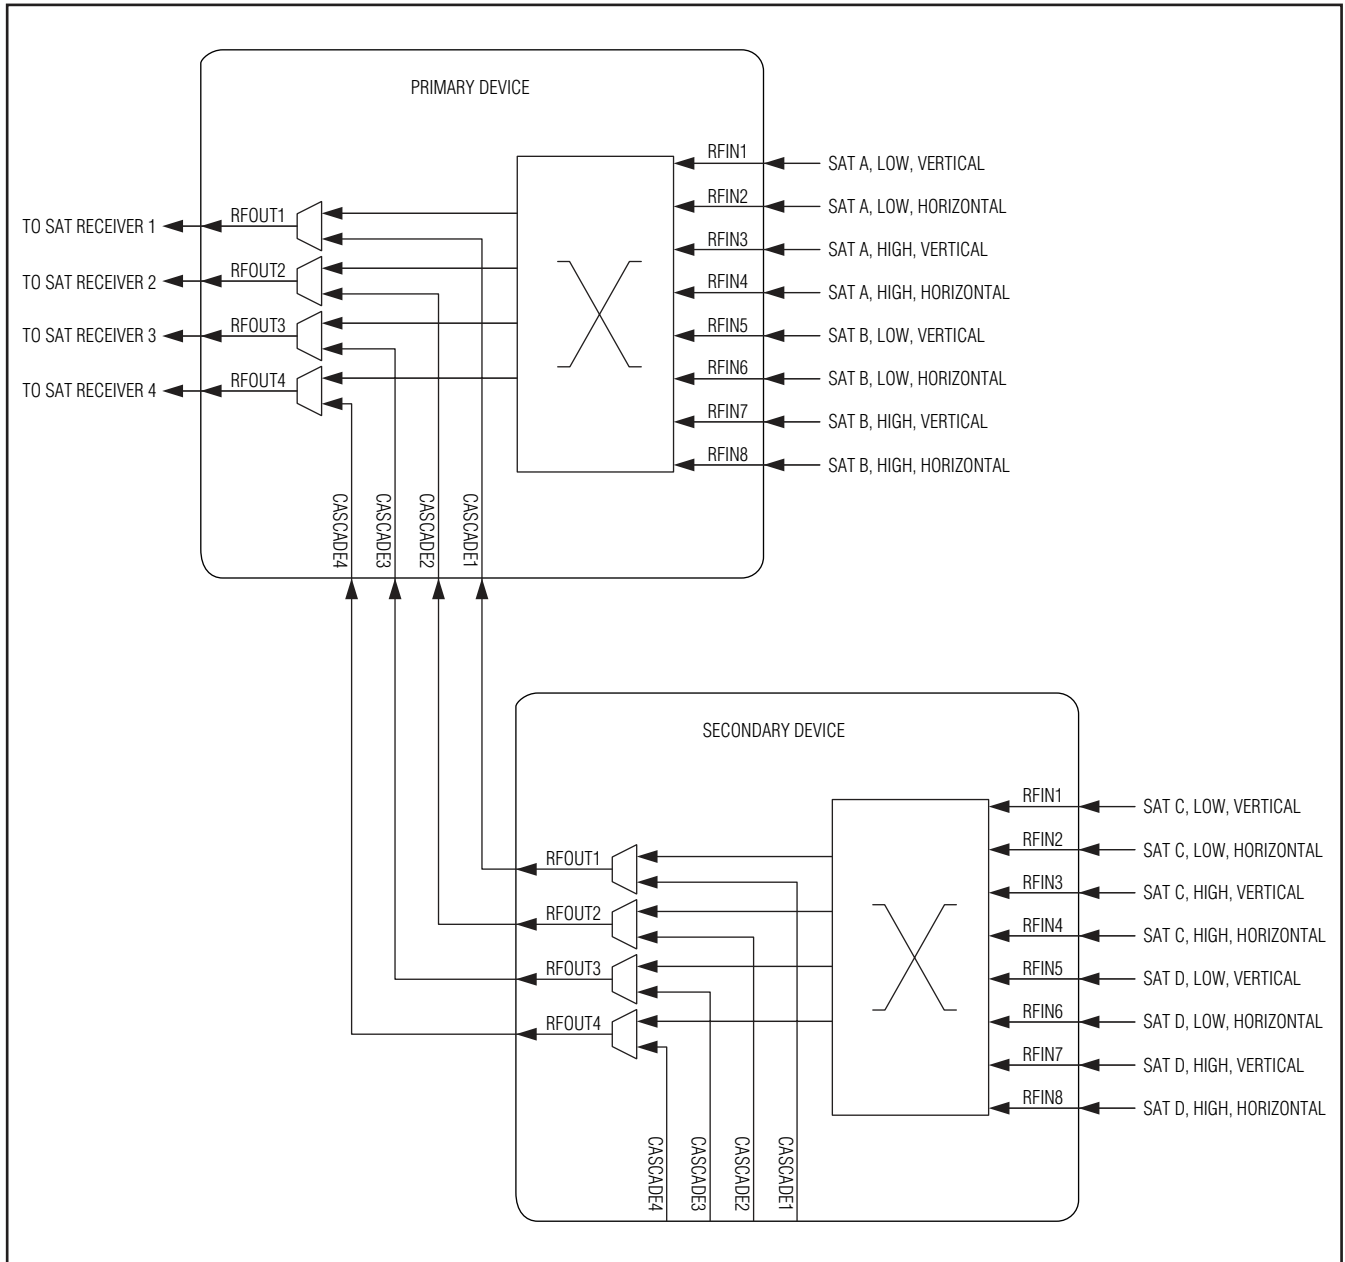 PRIMARY DEVICE
RFIN1
SAT A, LOW, VERTICAL
RFIN2
SAT A, LOW, HORIZONTAL
RFIN3
SAT A, HIGH, VERTICAL
RFIN4
SAT A, HIGH, HORIZONTAL
RFIN5
SAT B, LOW, VERTICAL
RFIN6
SAT B, LOW, HORIZONTAL
RFIN7
SAT B, HIGH, VERTICAL
RFIN8
SAT B, HIGH, HORIZONTAL
TO SAT RECEIVER 1
RFOUT1
TO SAT RECEIVER 2
RFOUT2
TO SAT RECEIVER 3
RFOUT3
TO SAT RECEIVER 4
RFOUT4
CASCADE4
CASCADE3
CASCADE2
CASCADE1
SECONDARY DEVICE
RFIN1
SAT C, LOW, VERTICAL
RFIN2
SAT C, LOW, HORIZONTAL
RFIN3
SAT C, HIGH, VERTICAL
RFIN4
SAT C, HIGH, HORIZONTAL
RFIN5
SAT D, LOW, VERTICAL
RFIN6
SAT D, LOW, HORIZONTAL
RFIN7
SAT D, HIGH, VERTICAL
RFIN8
SAT D, HIGH, HORIZONTAL
RFOUT1
RFOUT2
RFOUT3
RFOUT4
CASCADE4
CASCADE3
CASCADE2
CASCADE1